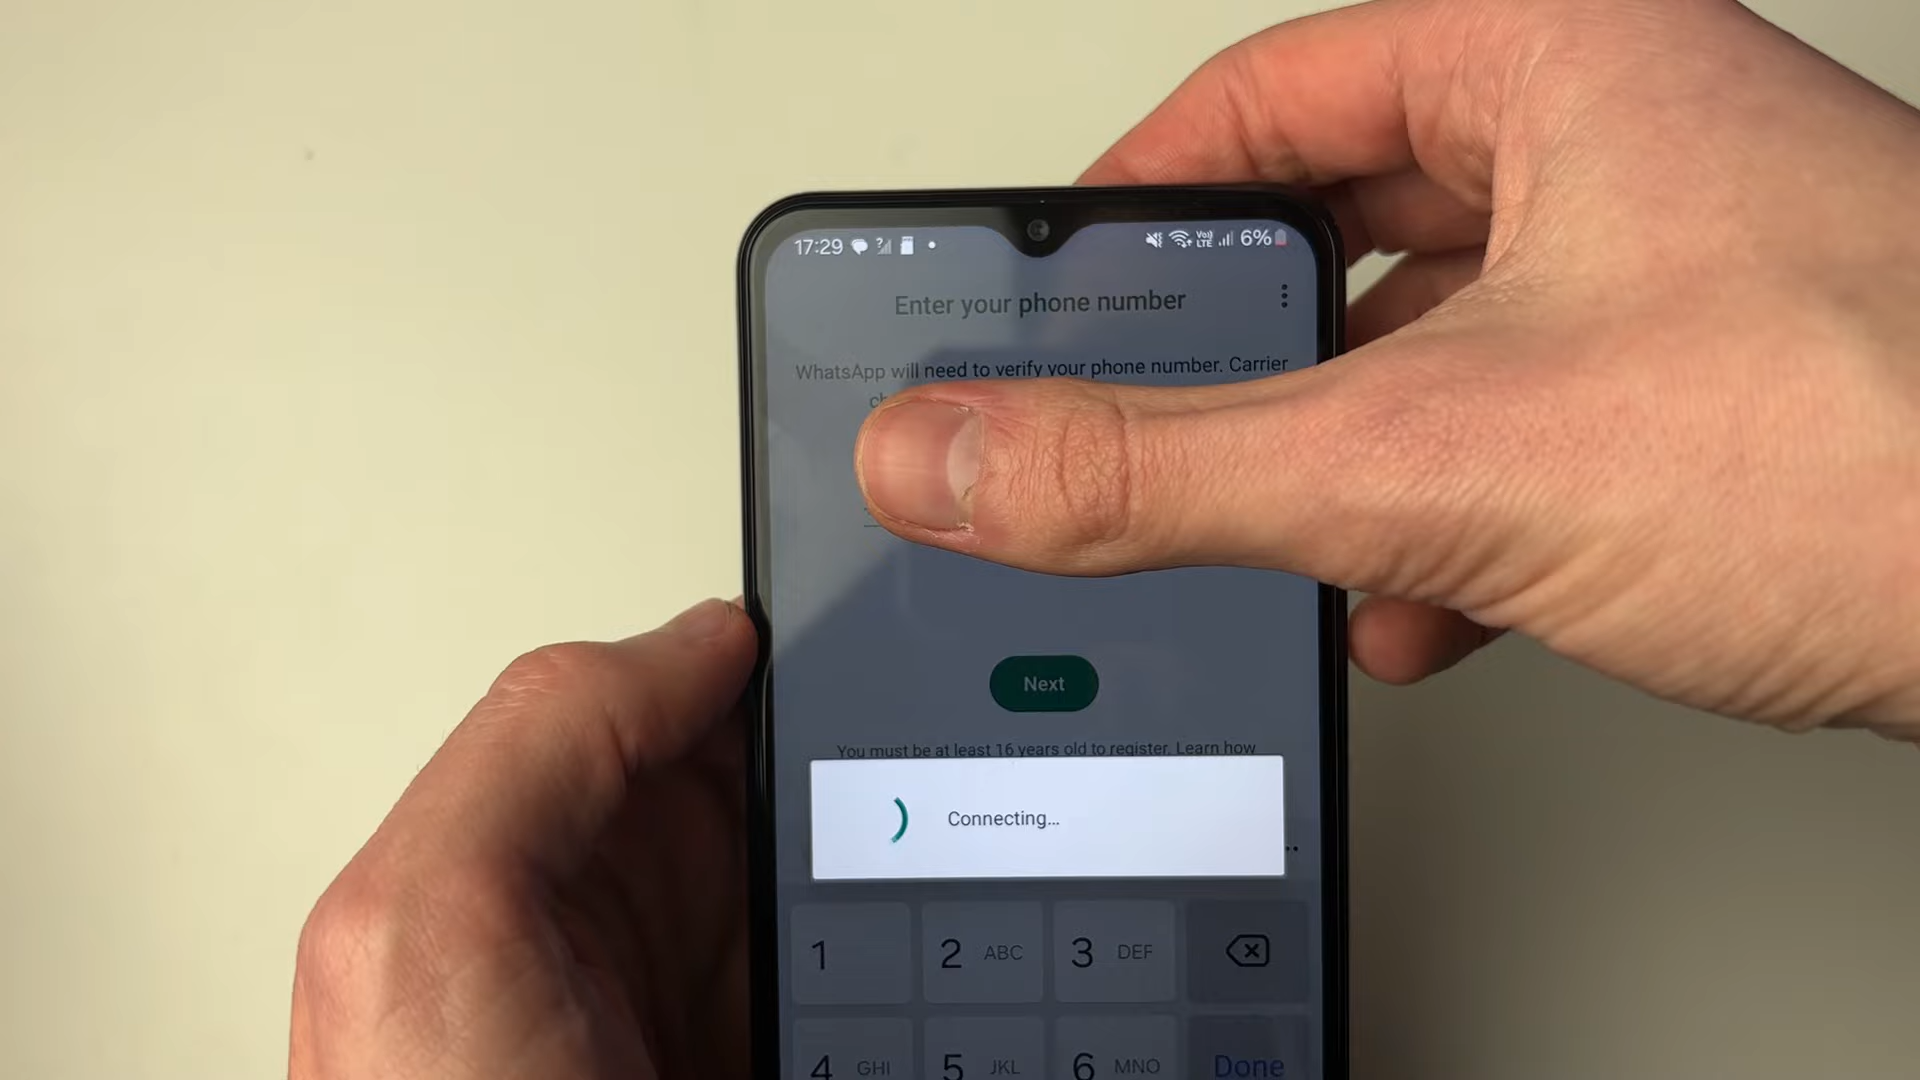 17:29
Vo)) LTE 6%
Enter your phone number
WhatsApp will need to verify your phone number. Carrier
Next
You must be at least 16 years old to register. Learn how
Connecting...
1 2 ABC 3 DEF
4 GHI 5 JKL 6 MNO Done